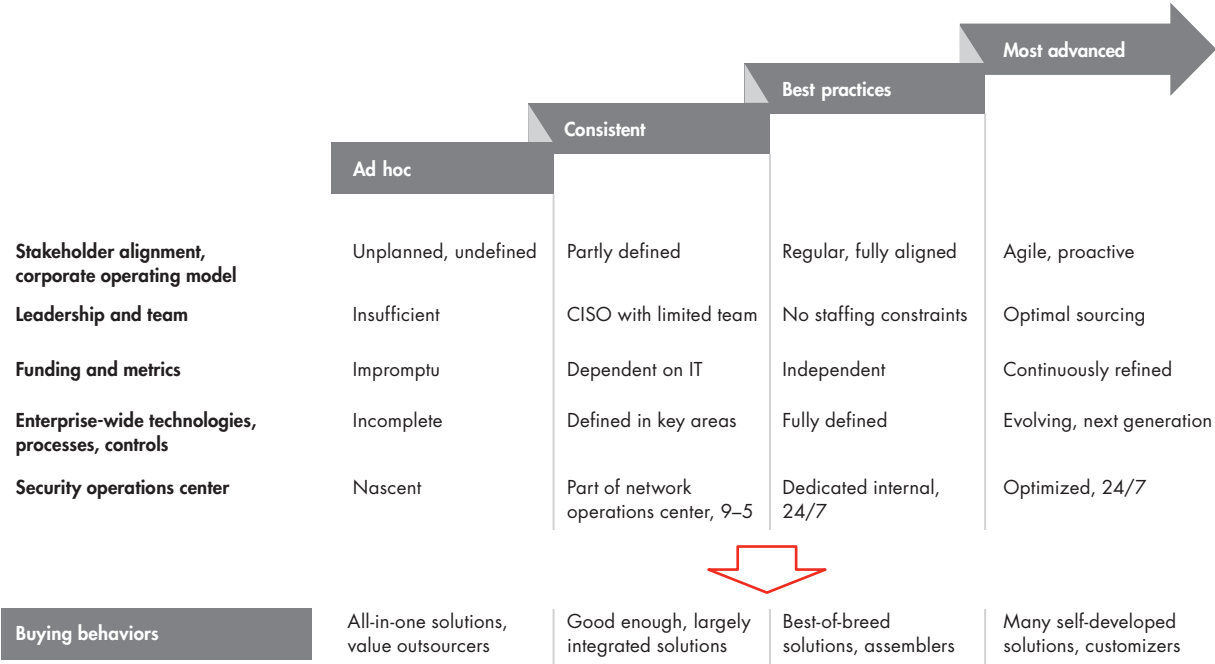 Most advanced
Best practices
Consistent
Ad hoc
Stakeholder alignment,
corporate operating model
Unplanned, undefined
Partly defined
Regular, fully aligned
Agile, proactive
Leadership and team
Insufficient
CISO with limited team
No staffing constraints
Optimal sourcing
Funding and metrics
Impromptu
Dependent on IT
Independent
Continuously refined
Enterprise-wide technologies,
processes, controls
Incomplete
Defined in key areas
Fully defined
Evolving, next generation
Security operations center
Nascent
Part of network
operations center, 9–5
Dedicated internal,
24/7
Optimized, 24/7
Buying behaviors
All-in-one solutions,
value outsourcers
Good enough, largely
integrated solutions
Best-of-breed
solutions, assemblers
Many self-developed
solutions, customizers